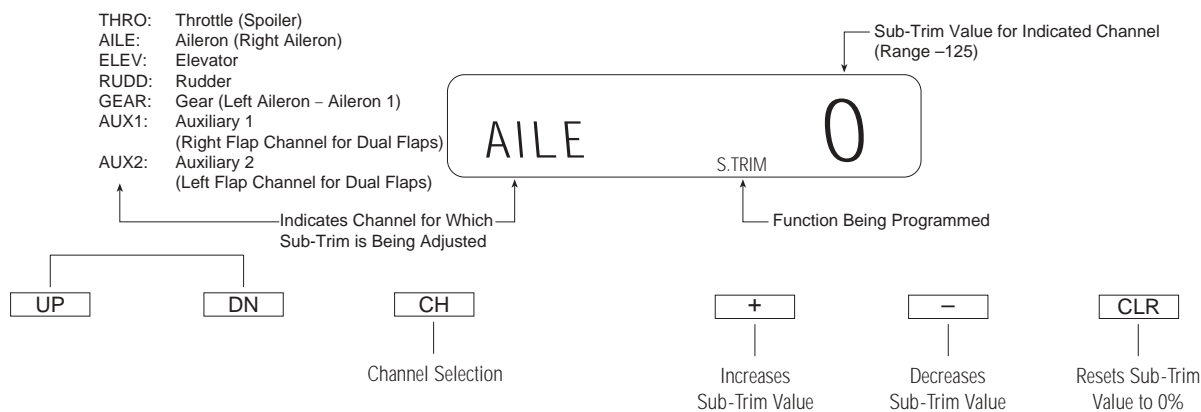 THRO: Throttle (Spoiler)
AILE: Aileron (Right Aileron)
ELEV: Elevator
RUDD: Rudder
GEAR: Gear (Left Aileron – Aileron 1)
AUX1: Auxiliary 1
(Right Flap Channel for Dual Flaps)
AUX2: Auxiliary 2
(Left Flap Channel for Dual Flaps)
Sub-Trim Value for Indicated Channel
(Range –125)
AILE
S.TRIM
0
Indicates Channel for Which
Sub-Trim is Being Adjusted
Function Being Programmed
UP
DN
CH
+
–
CLR
Channel Selection
Increases
Sub-Trim Value
Decreases
Sub-Trim Value
Resets Sub-Trim
Value to 0%